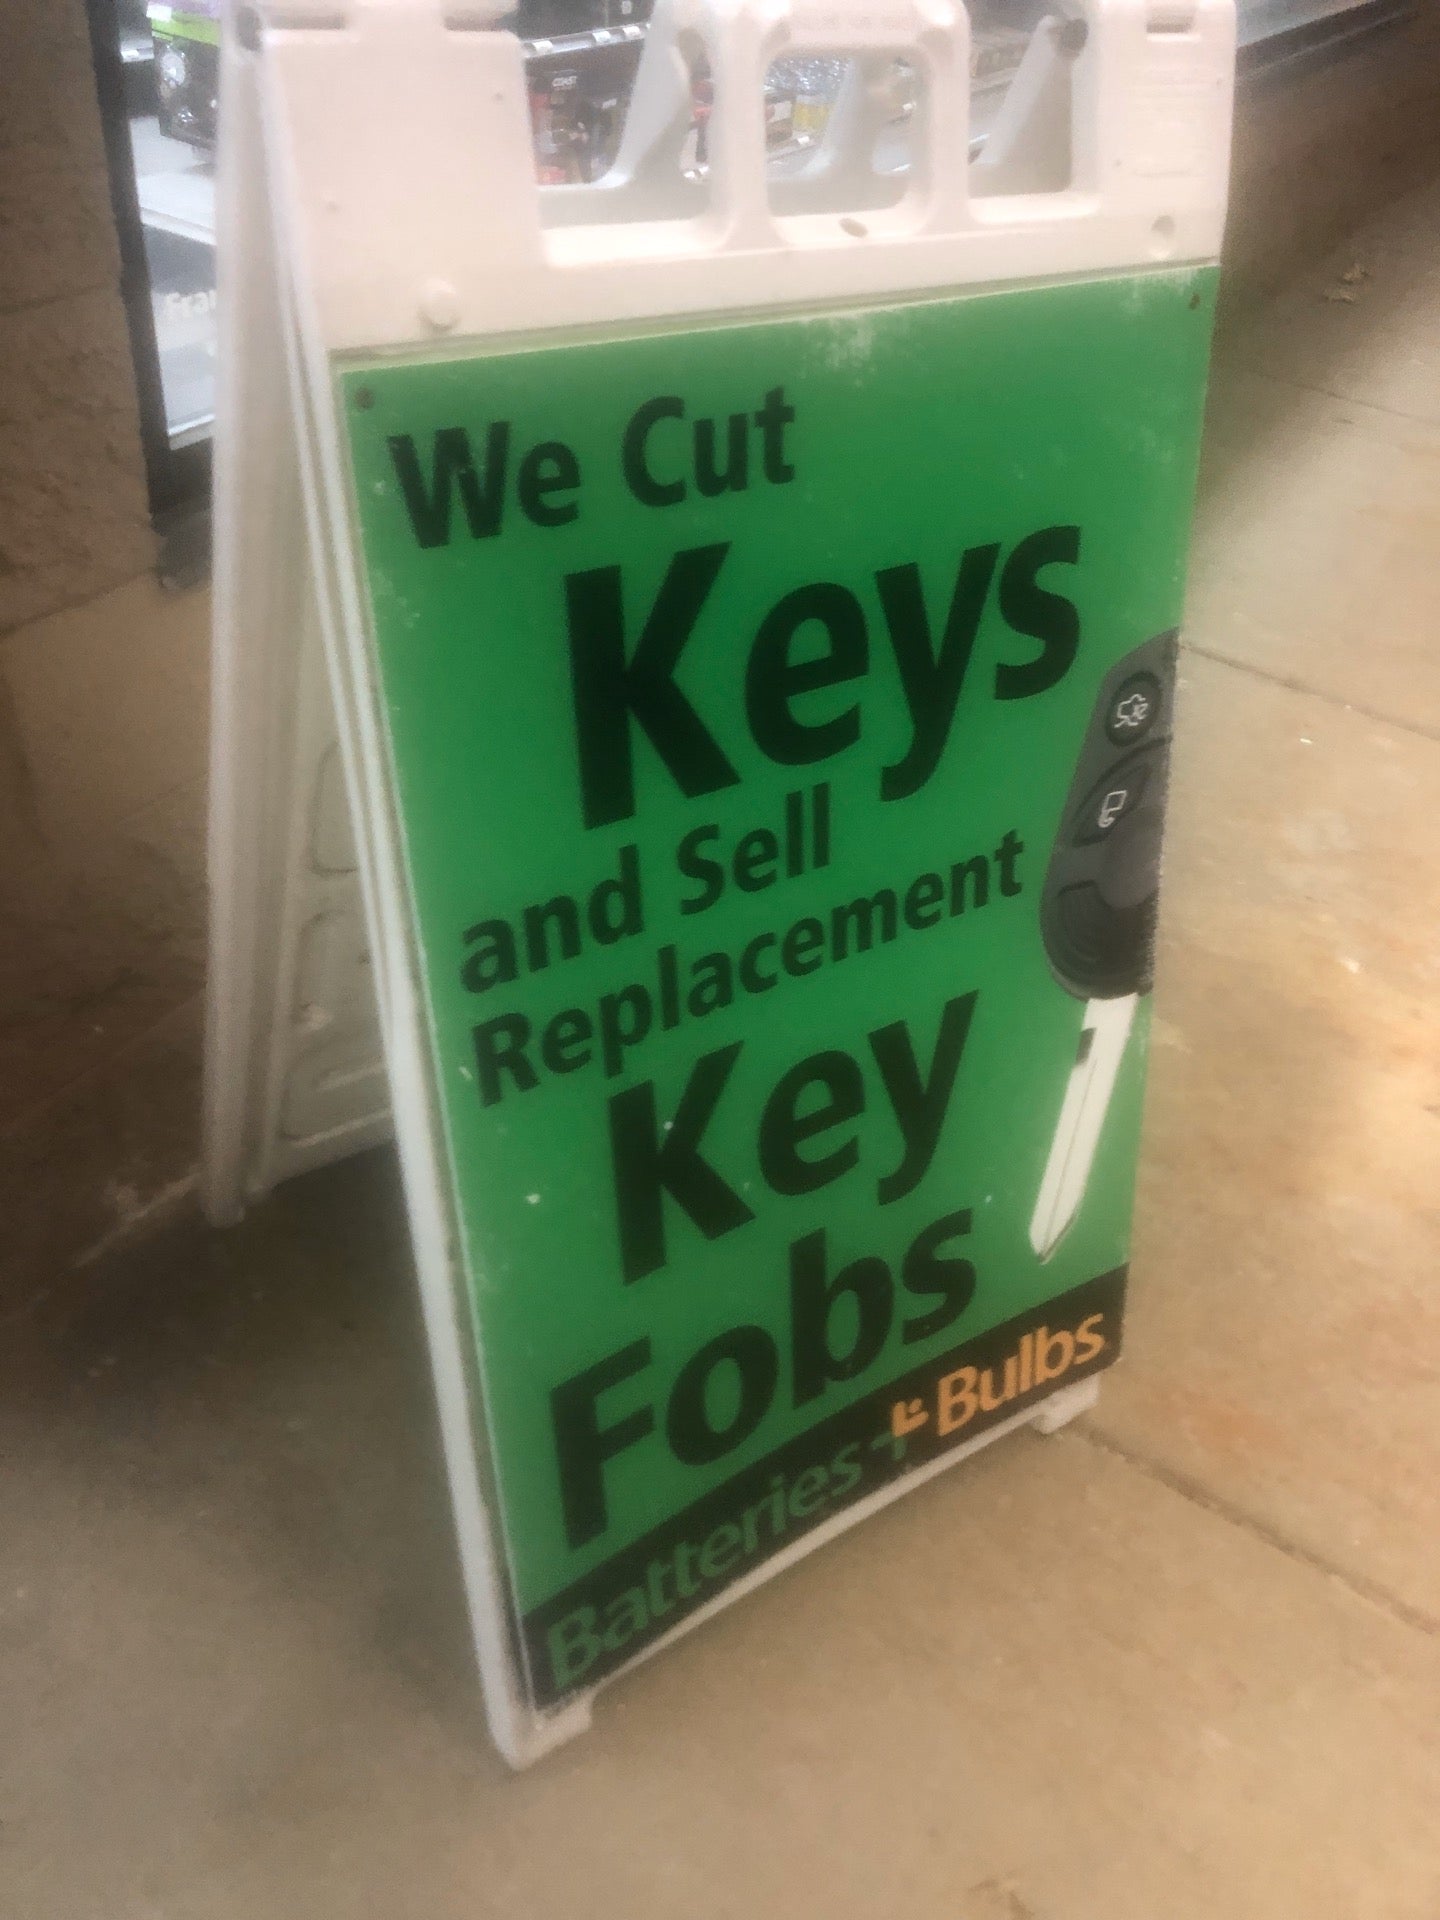 We Cut
Keys
and Sell
Replacement
Key
Fobs
Batteries + Bulbs